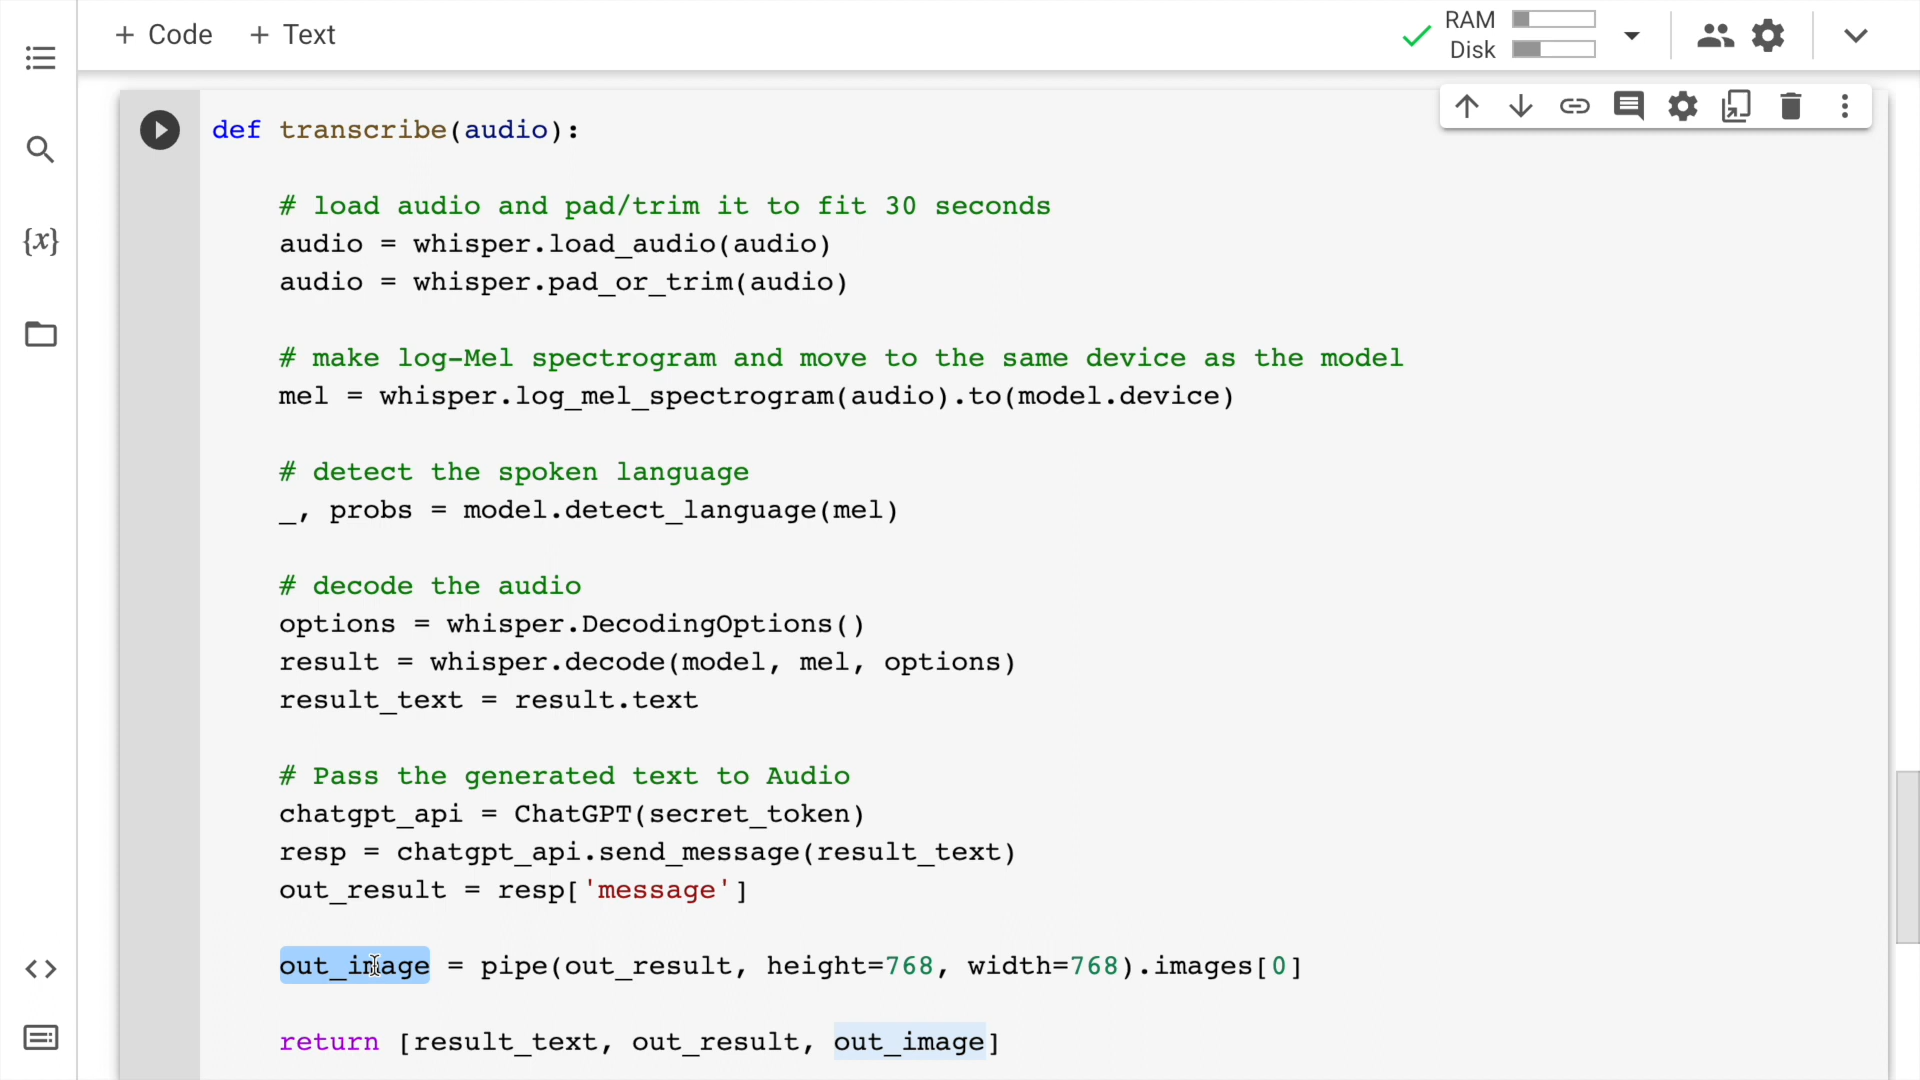 + Code + Text
RAM
Disk
{x}
def transcribe(audio):
# load audio and pad/trim it to fit 30 seconds
audio = whisper.load_audio(audio)
audio = whisper.pad_or_trim(audio)
# make log-Mel spectrogram and move to the same device as the model
mel = whisper.log_mel_spectrogram(audio).to(model.device)
# detect the spoken language
_, probs = model.detect_language(mel)
# decode the audio
options = whisper.DecodingOptions()
result = whisper.decode(model, mel, options)
result_text = result.text
# Pass the generated text to Audio
chatgpt_api = ChatGPT(secret_token)
resp = chatgpt_api.send_message(result_text)
out_result = resp['message']
out_image = pipe(out_result, height=768, width=768).images[0]
return [result_text, out_result, out_image]